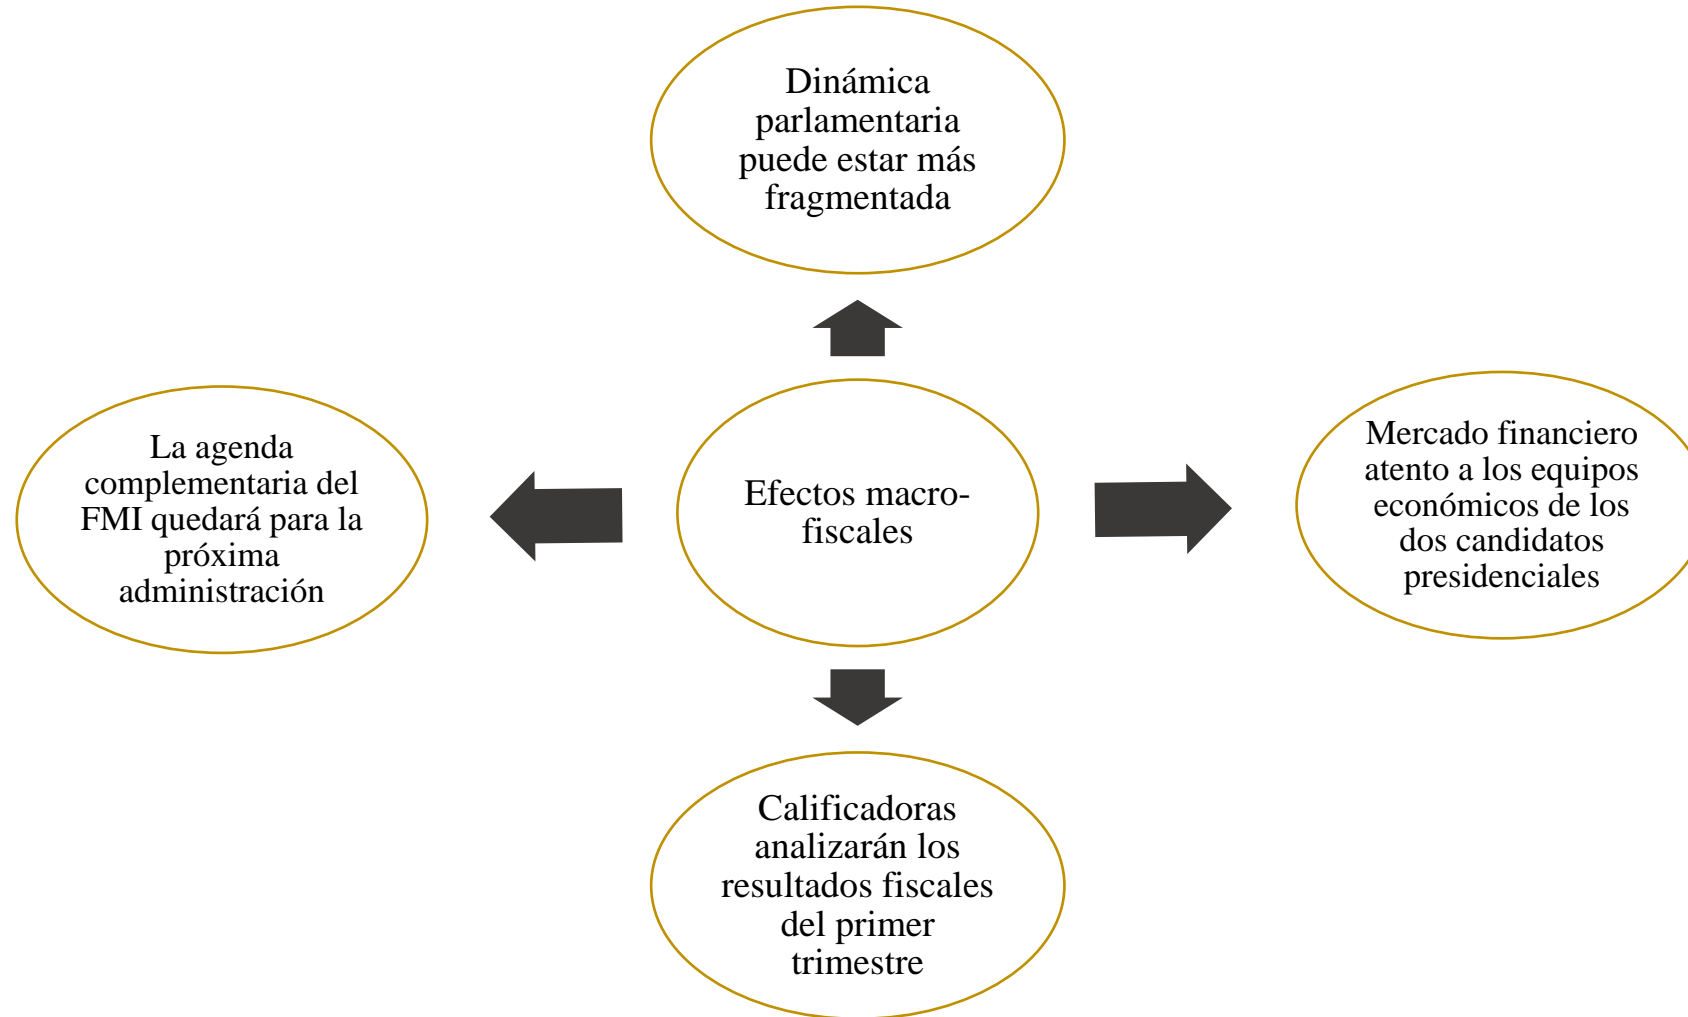 Dinámica
parlamentaria
puede estar más
fragmentada
La agenda
complementaria del
FMI quedará para la
próxima
administración
Efectos macro-
fiscales
Mercado financiero
atento a los equipos
económicos de los
dos candidatos
presidenciales
Calificadoras
analizarán los
resultados fiscales
del primer
trimestre